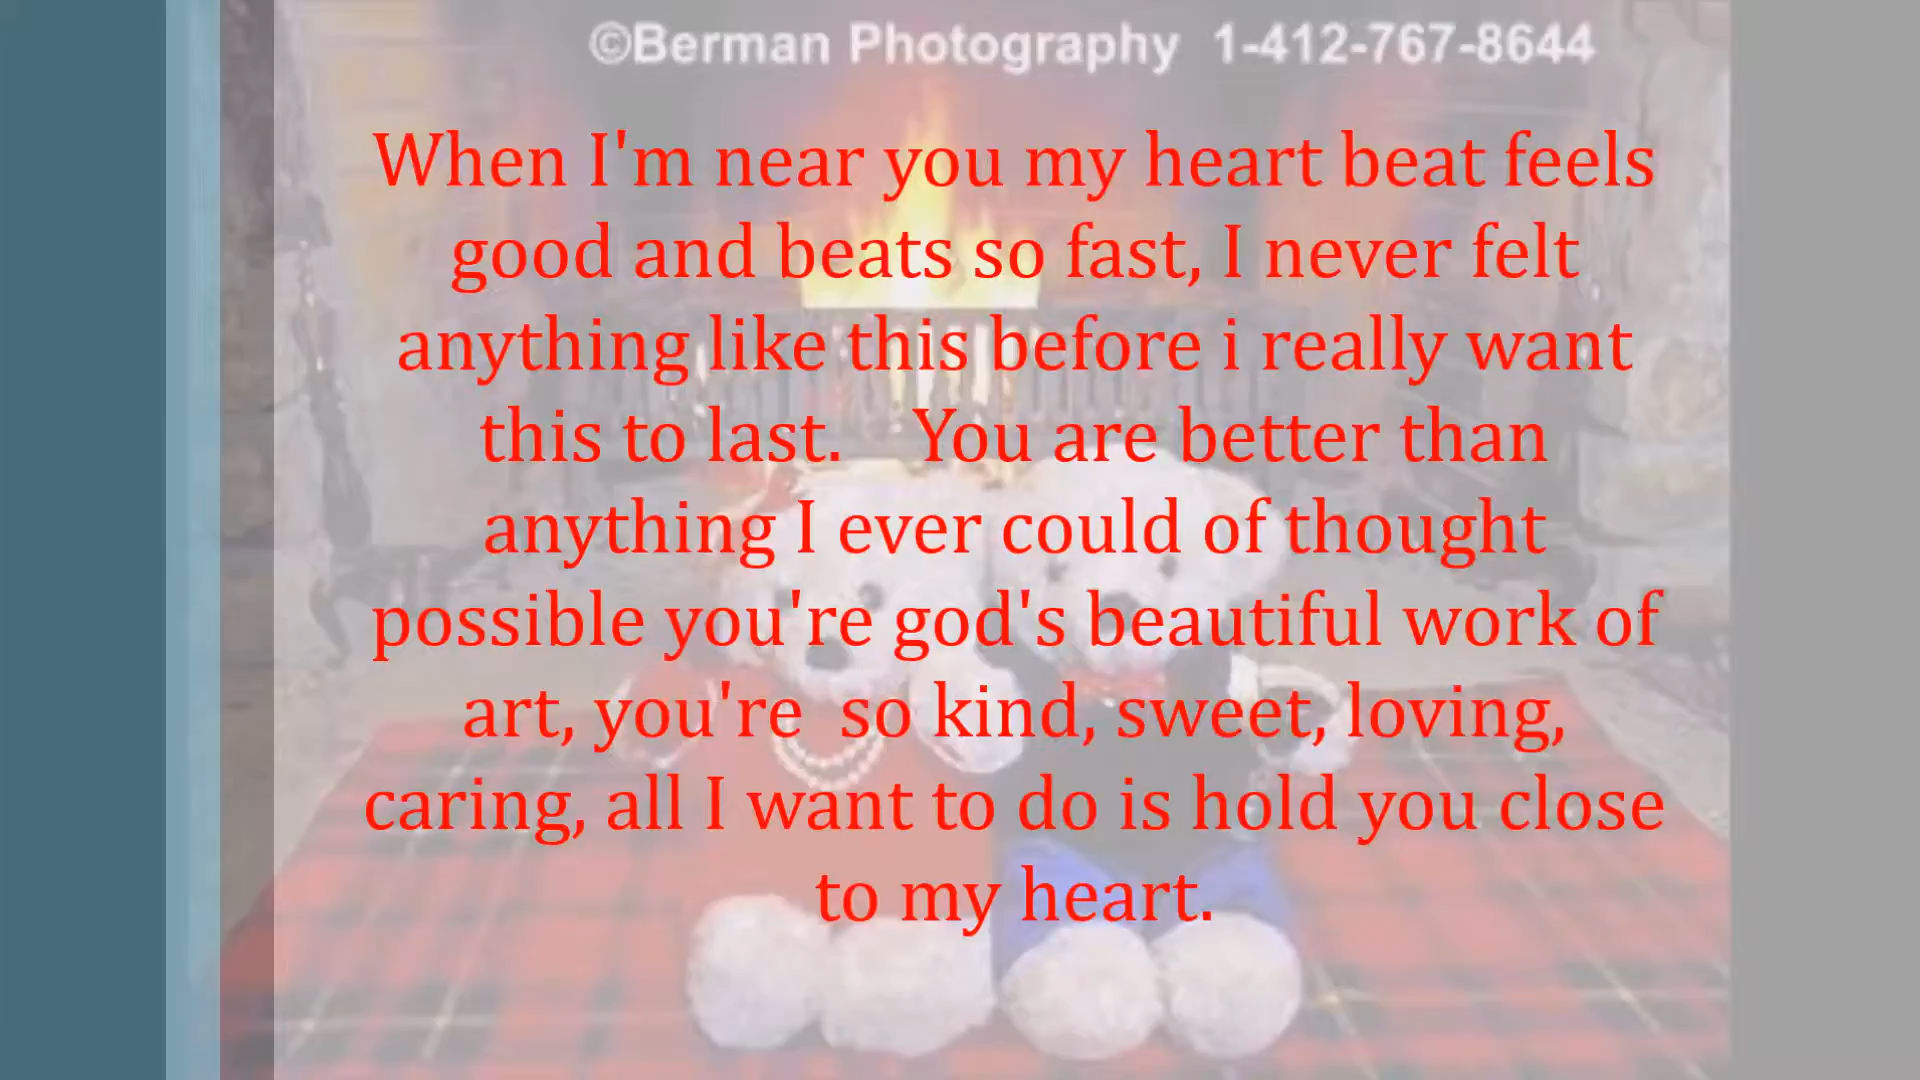 ©Berman Photography 1-412-767-8644
When I'm near you my heart beat feels
good and beats so fast, I never felt
anything like this before i really want
this to last. You are better than
anything I ever could of thought
possible you're god's beautiful work of
art, you're so kind, sweet, loving,
caring, all I want to do is hold you close
to my heart.